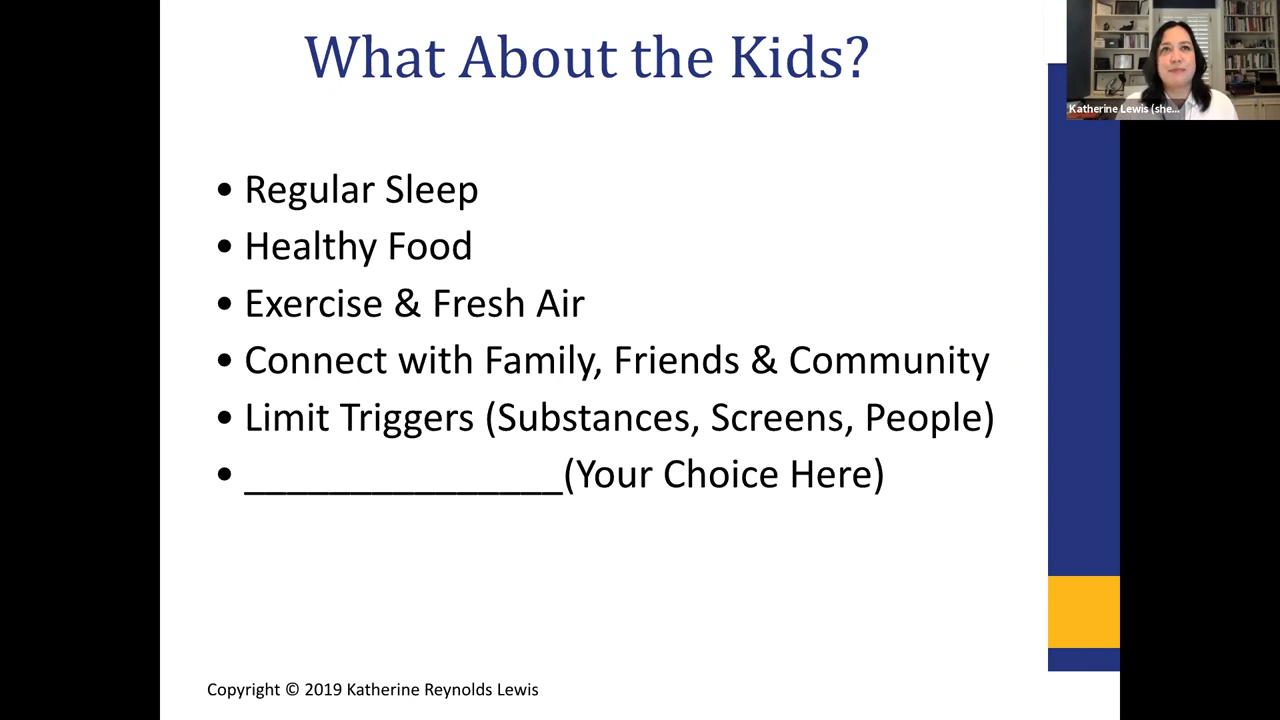 What About the Kids?
Katherine Lewis (she...
• Regular Sleep
• Healthy Food
• Exercise & Fresh Air
• Connect with Family, Friends & Community
• Limit Triggers (Substances, Screens, People)
• _______________(Your Choice Here)
Copyright © 2019 Katherine Reynolds Lewis